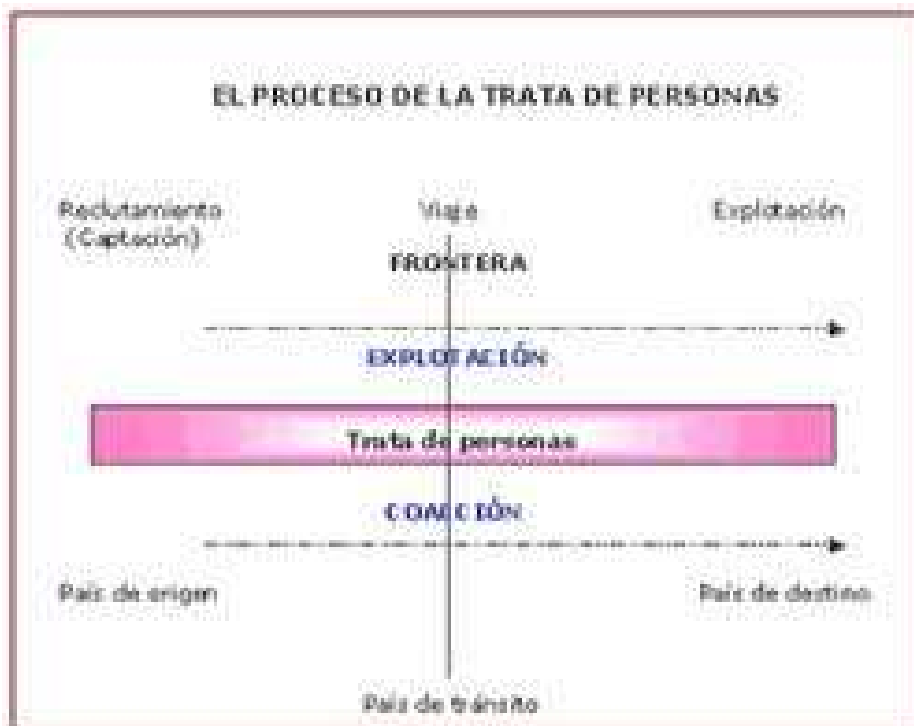 EL PROCESO DE LA TRATA DE PERSONAS
Reclutamiento
(Captación)
Viaje
Explotación
FRONTERA
EXPLOTACIÓN
Trata de personas
COACCIÓN
País de origen
País de destino
País de tránsito